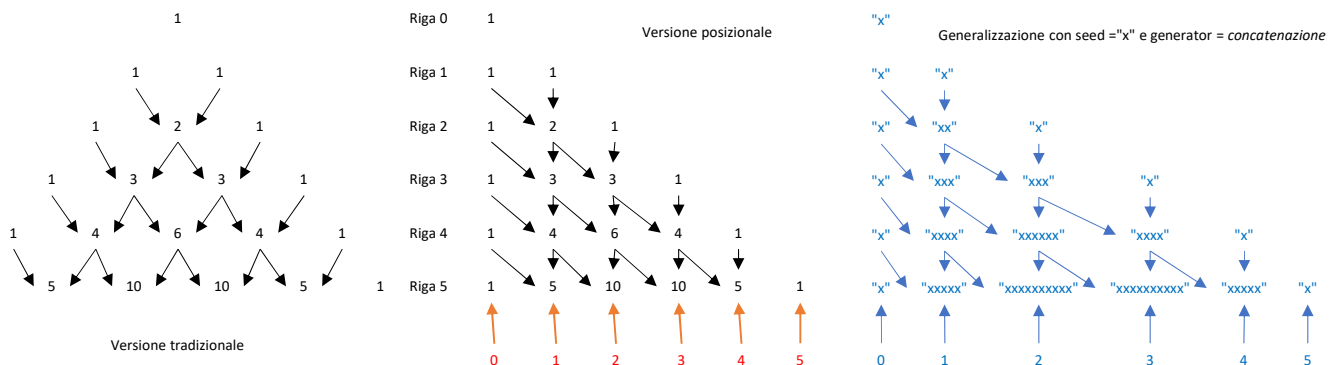 1 Riga 0 1 "x"
Versione posizionale Generalizzazione con seed ="x" e generator = concatenazione
1 1 Riga 1 1 1 "x" "x"
1 2 1 Riga 2 1 2 1 "x" "xx" "x"
1 3 3 1 Riga 3 1 3 3 1 "x" "xxx" "xxx" "x"
1 4 6 4 1 Riga 4 1 4 6 4 1 "x" "xxxx" "xxxxxx" "xxxx" "x"
5 10 10 5 1 Riga 5 1 5 10 10 5 1 "x" "xxxxx" "xxxxxxxxxx" "xxxxxxxxxx" "xxxxx" "x"
Versione tradizionale
0 1 2 3 4 5 0 1 2 3 4 5